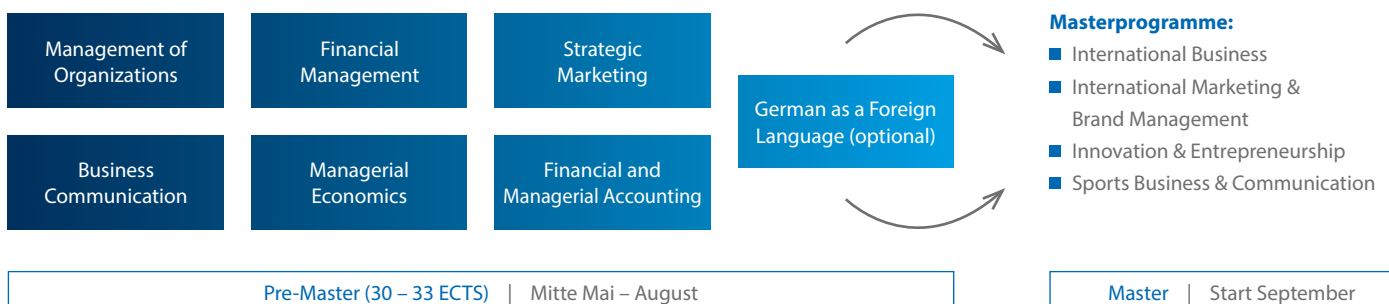 Management of
Organizations
Financial
Management
Strategic
Marketing
Business
Communication
Managerial
Economics
Financial and
Managerial Accounting
German as a Foreign
Language (optional)
Masterprogramme:
International Business
International Marketing &
Brand Management
Innovation & Entrepreneurship
Sports Business & Communication
Pre-Master (30 – 33 ECTS) | Mitte Mai – August
Master | Start September